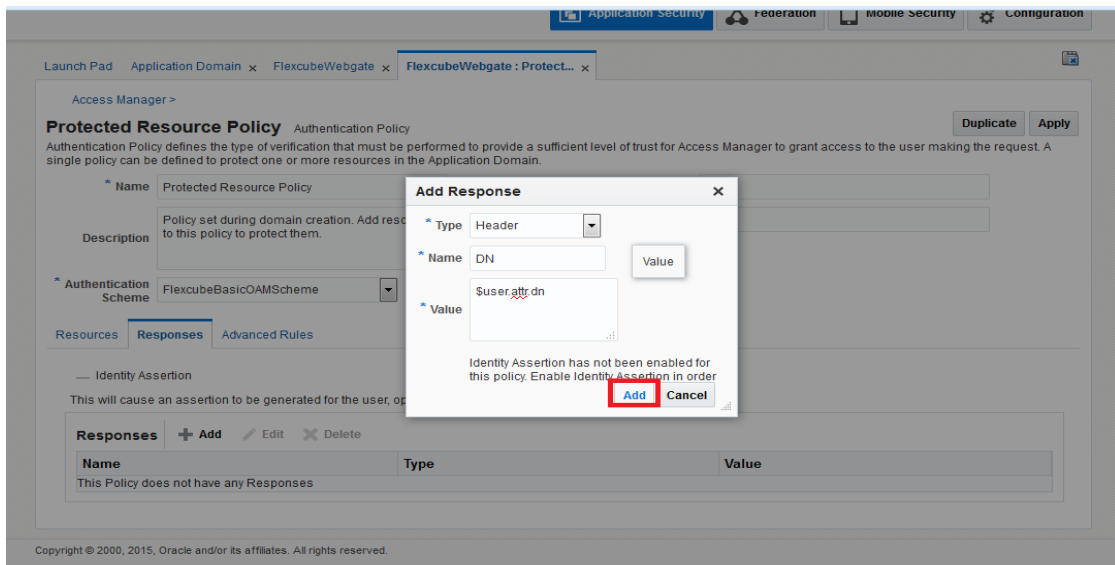 Application Security Federation Mobile Security Configuration
Launch Pad Application Domain × FlexcubeWebgate × FlexcubeWebgate : Protect... ×
Access Manager >
Protected Resource Policy Authentication Policy
Duplicate Apply
Authentication Policy defines the type of verification that must be performed to provide a sufficient level of trust for Access Manager to grant access to the user making the request. A
single policy can be defined to protect one or more resources in the Application Domain.
* Name Protected Resource Policy
Description Policy set during domain creation. Add reso
to this policy to protect them.
* Authentication Scheme FlexcubeBasicOAMScheme
Add Response ×
* Type Header
* Name DN
Value
* Value $user.attr.dn
Identity Assertion has not been enabled for
this policy. Enable Identity Assertion in order
Add Cancel
Resources Responses Advanced Rules
Identity Assertion
This will cause an assertion to be generated for the user, op
Responses Add Edit Delete
Name Type Value
This Policy does not have any Responses
Copyright © 2000, 2015, Oracle and/or its affiliates. All rights reserved.